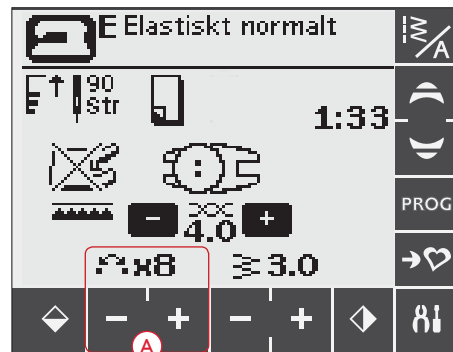 E Elastiskt normalt
A
E 90
Str
1:33
PROG
- 4.0 +
x8 3.0
- + - +
A